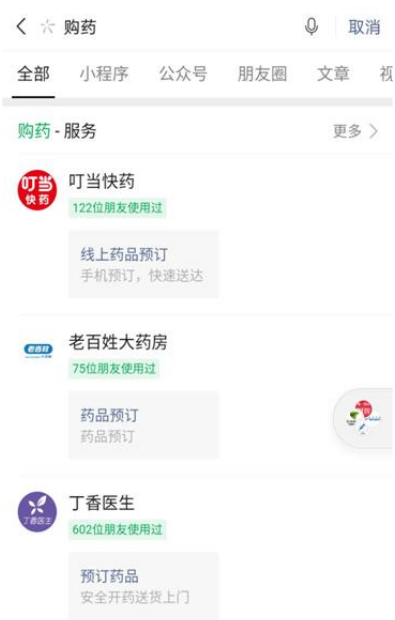 购药
取消
全部 小程序 公众号 朋友圈 文章 视
购药 - 服务
更多
叮当快药
叮当
快药
122位朋友使用过
线上药品预订
手机预订，快速送达
老百姓大药房
老百姓
75位朋友使用过
药品预订
药品预订
丁香医生
丁香医生
602位朋友使用过
预订药品
安全开药送货上门